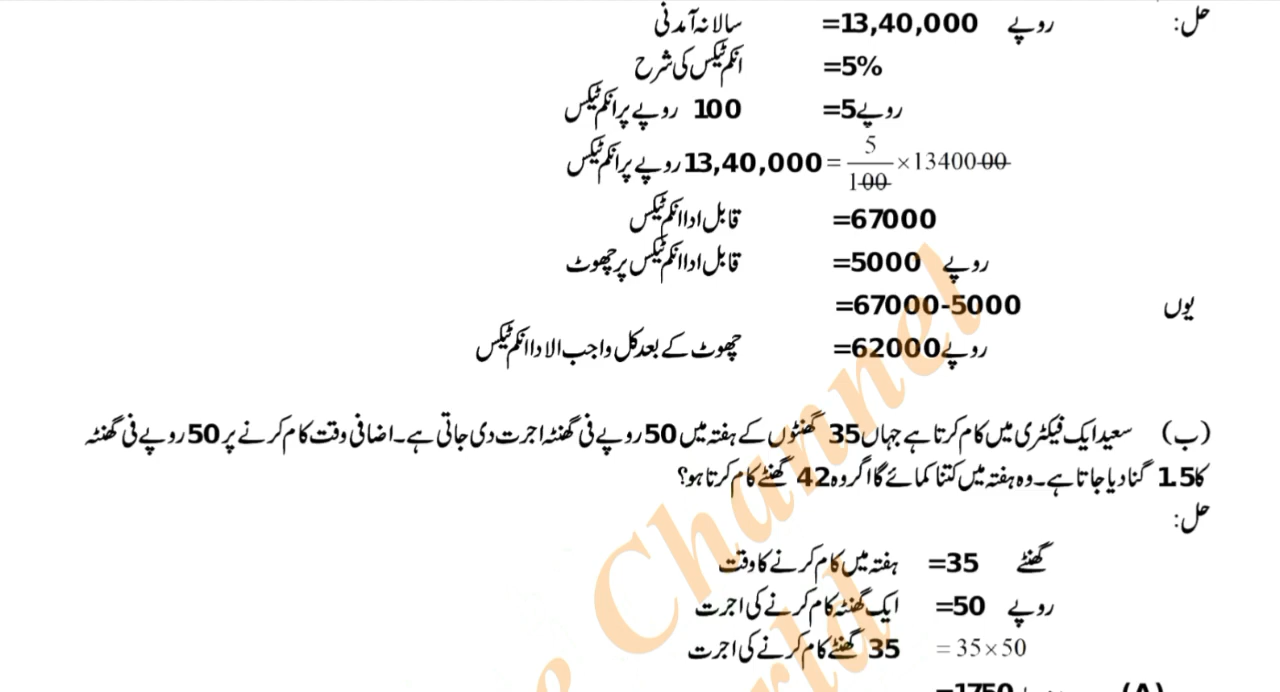 حل: سالانہ آمدنی =13,40,000 روپے
انکم ٹیکس کی شرح =5%
100 روپے پر انکم ٹیکس =5روپے
13,40,000 روپے پر انکم ٹیکس = 5/100 ×1340000
قابل ادا انکم ٹیکس =67000
قابل ادا انکم ٹیکس پر چھوٹ =5000 روپے
یوں =67000-5000
چھوٹ کے بعد کل واجب الادا انکم ٹیکس =62000روپے
(ب) سعید ایک فیکٹری میں کام کرتا ہے جہاں 35 گھنٹوں کے ہفتہ میں 50 روپے فی گھنٹہ اجرت دی جاتی ہے۔ اضافی وقت کام کرنے پر 50 روپے فی گھنٹہ
کا 1.5 گنا دیا جاتا ہے۔ وہ ہفتہ میں کتنا کمائے گا اگر وہ 42 گھنٹے کام کرتا ہو؟
حل:
ہفتہ میں کام کرنے کا وقت =35 گھنٹے
ایک گھنٹہ کام کرنے کی اجرت =50 روپے
35 گھنٹے کام کرنے کی اجرت = 35×50
=1750 روپے (A)
Channel